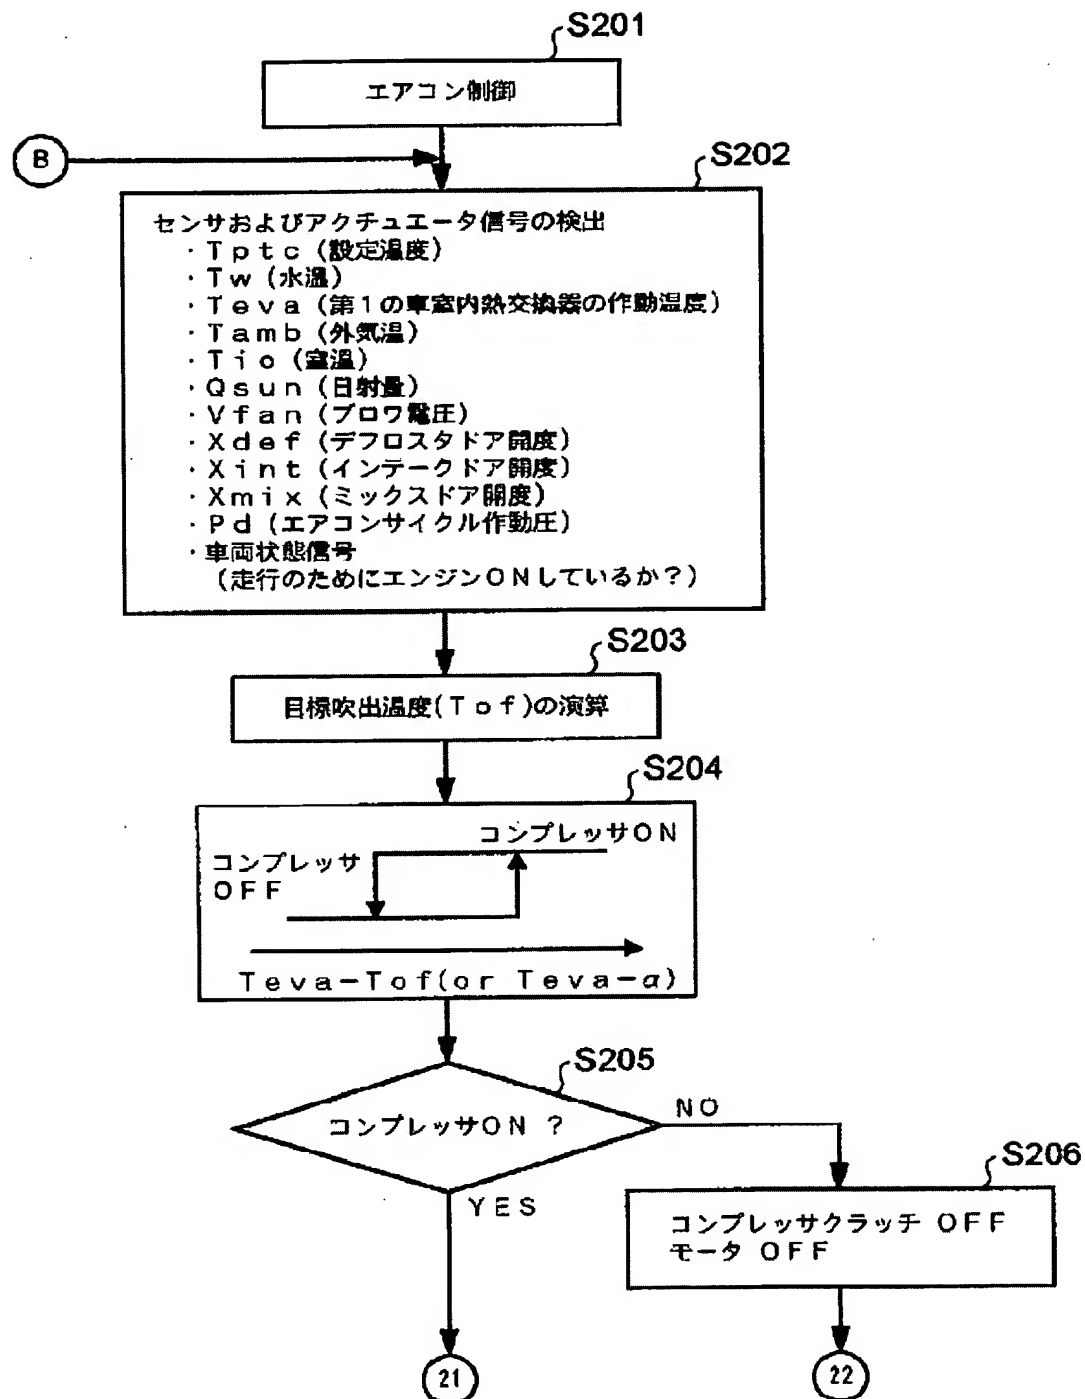 S201
エアコン制御
B
S202
センサおよびアクチュエータ信号の検出
・Tptc(設定温度)
・Tw(水温)
・Teva(第1の車室内熱交換器の作動温度)
・Tamb(外気温)
・Tio(室温)
・Qsun(日射量)
・Vfan(ブロワ電圧)
・Xdef(デフロスタドア開度)
・Xint(インテークドア開度)
・Xmix(ミックスドア開度)
・Pd(エアコンサイクル作動圧)
・車両状態信号
(走行のためにエンジンONしているか?)
S203
目標吹出温度(Tof)の演算
S204
コンプレッサON
コンプレッサ
OFF
Teva-Tof(or Teva-α)
S205
コンプレッサON ?
NO
YES
S206
コンプレッサクラッチ OFF
モータ OFF
21
22